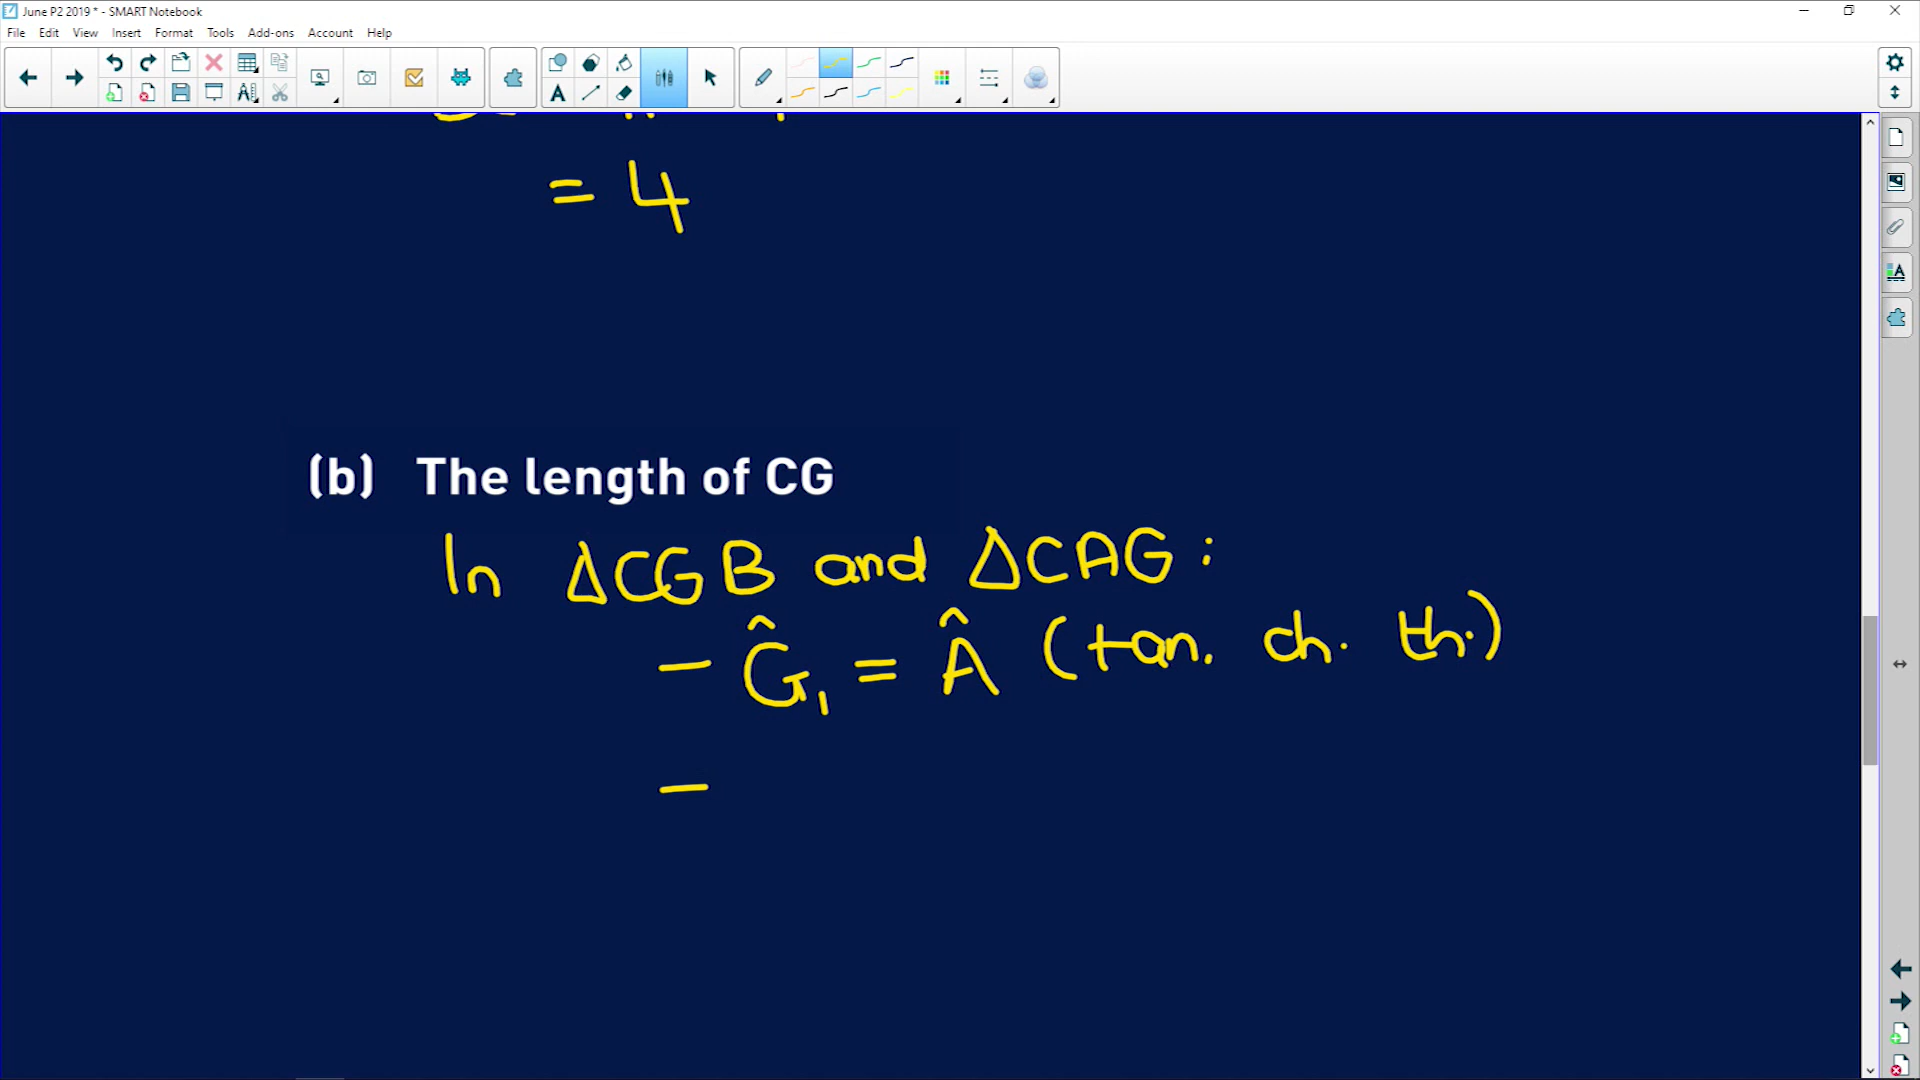 June P2 2019 * - SMART Notebook
File Edit View Insert Format Tools Add-ons Account Help
= 4
(b) The length of CG
In ΔCGB and ΔCAG :
– Ĝ₁ = Â (tan. ch. th.)
–